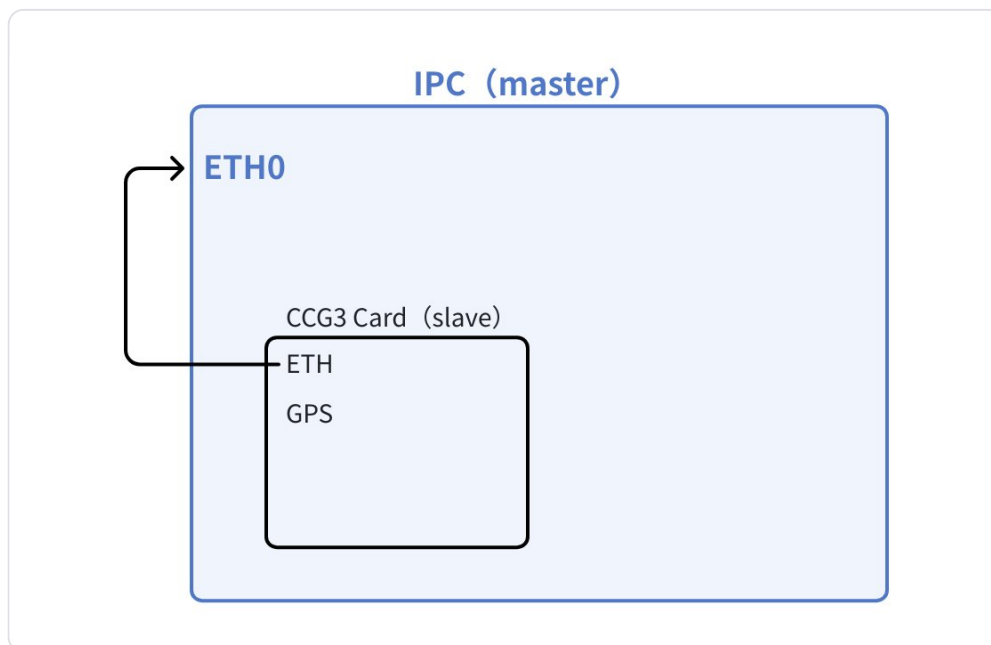 IPC（master）
ETH0
CCG3 Card（slave）
ETH
GPS